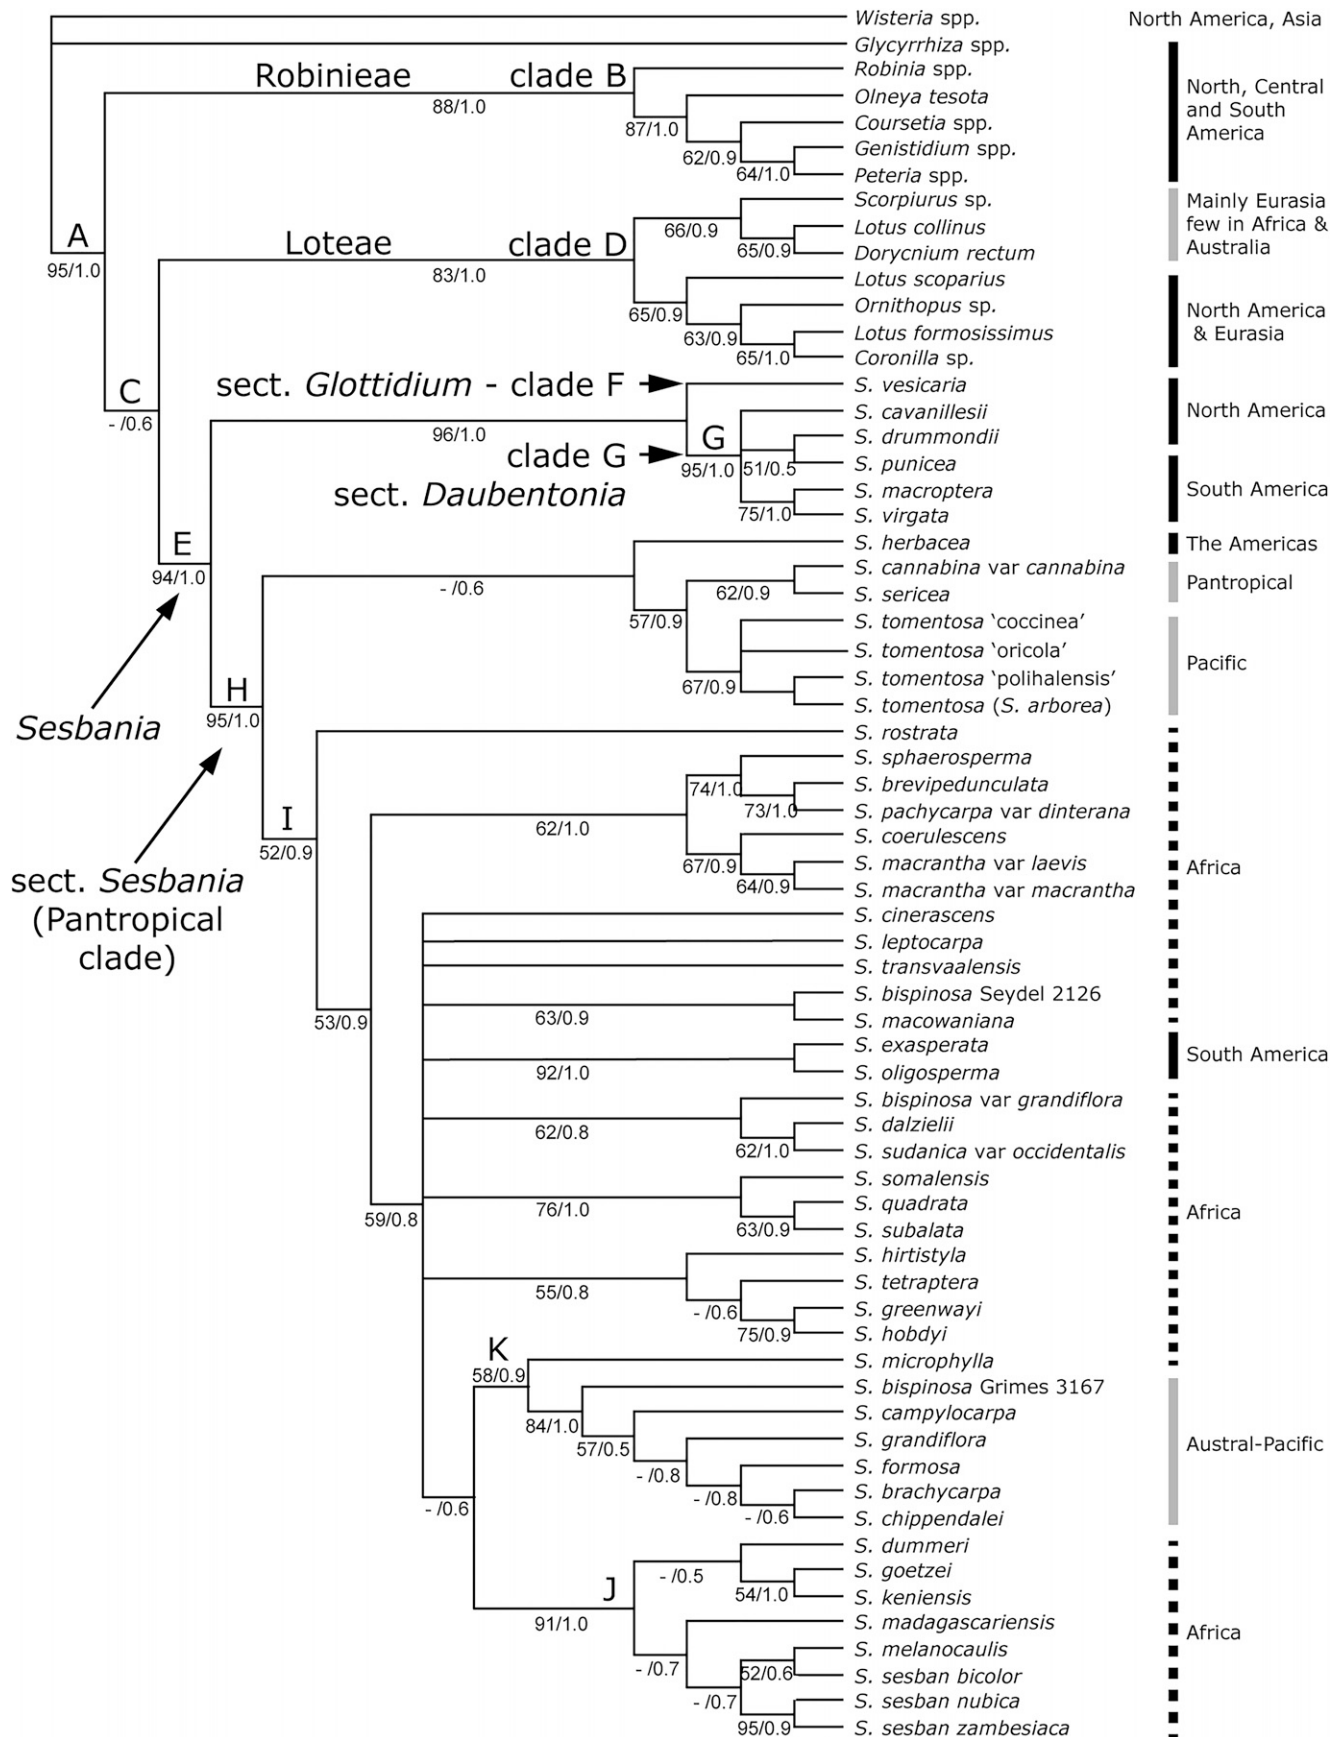 Wisteria spp.
North America, Asia
Glycyrrhiza spp.
Robinieae
clade B
Robinia spp.
88/1.0
Olneya tesota
87/1.0
Coursetia spp.
62/0.9
Genistidium spp.
64/1.0
Peteria spp.
North, Central
and South
America
A
95/1.0
Loteae
clade D
83/1.0
Scorpiurus sp.
66/0.9
Lotus collinus
65/0.9
Dorycnium rectum
Mainly Eurasia
few in Africa &
Australia
Lotus scoparius
65/0.9
Ornithopus sp.
63/0.9
Lotus formosissimus
65/1.0
Coronilla sp.
North America
& Eurasia
C
- /0.6
sect. Glottidium - clade F
S. vesicaria
96/1.0
S. cavanillesii
North America
G
clade G
95/1.0
S. drummondii
51/0.5
S. punicea
sect. Daubentonia
S. macroptera
75/1.0
S. virgata
South America
E
94/1.0
Sesbania
S. herbacea
The Americas
- /0.6
S. cannabina var cannabina
62/0.9
S. sericea
Pantropical
57/0.9
S. tomentosa ‘coccinea’
S. tomentosa ‘oricola’
67/0.9
S. tomentosa ‘polihalensis’
S. tomentosa (S. arborea)
Pacific
H
95/1.0
sect. Sesbania
(Pantropical
clade)
S. rostrata
I
52/0.9
S. sphaerosperma
74/1.0
S. brevipedunculata
73/1.0
S. pachycarpa var dinterana
62/1.0
S. coerulescens
67/0.9
S. macrantha var laevis
64/0.9
S. macrantha var macrantha
Africa
S. cinerascens
S. leptocarpa
S. transvaalensis
S. bispinosa Seydel 2126
63/0.9
S. macowaniana
53/0.9
S. exasperata
92/1.0
S. oligosperma
South America
S. bispinosa var grandiflora
62/0.8
S. dalzielii
62/1.0
S. sudanica var occidentalis
S. somalensis
76/1.0
S. quadrata
63/0.9
S. subalata
59/0.8
Africa
S. hirtistyla
55/0.8
S. tetraptera
- /0.6
S. greenwayi
75/0.9
S. hobdyi
K
58/0.9
S. microphylla
S. bispinosa Grimes 3167
84/1.0
S. campylocarpa
57/0.5
S. grandiflora
- /0.8
S. formosa
- /0.8
S. brachycarpa
- /0.6
S. chippendalei
Austral-Pacific
- /0.6
S. dummeri
- /0.5
S. goetzei
54/1.0
S. keniensis
J
91/1.0
S. madagascariensis
- /0.7
S. melanocaulis
52/0.6
S. sesban bicolor
- /0.7
S. sesban nubica
95/0.9
S. sesban zambesiaca
Africa